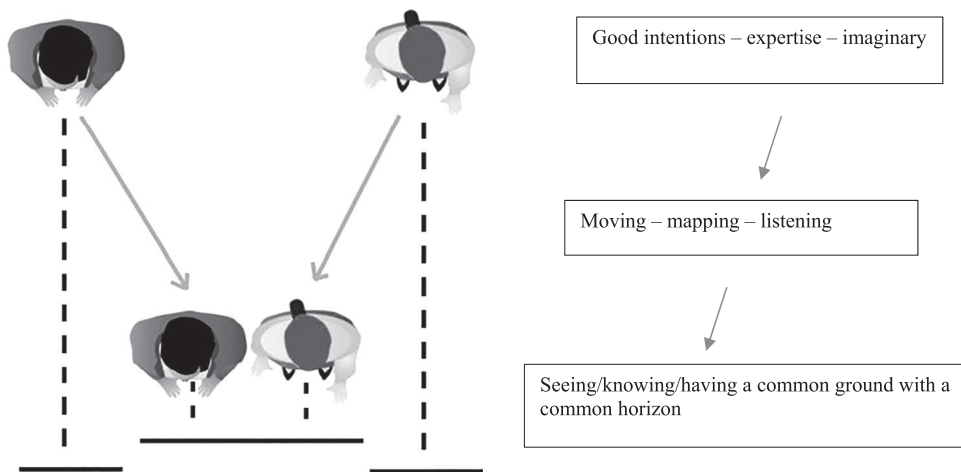 Good intentions – expertise – imaginary
Moving – mapping – listening
Seeing/knowing/having a common ground with a
common horizon